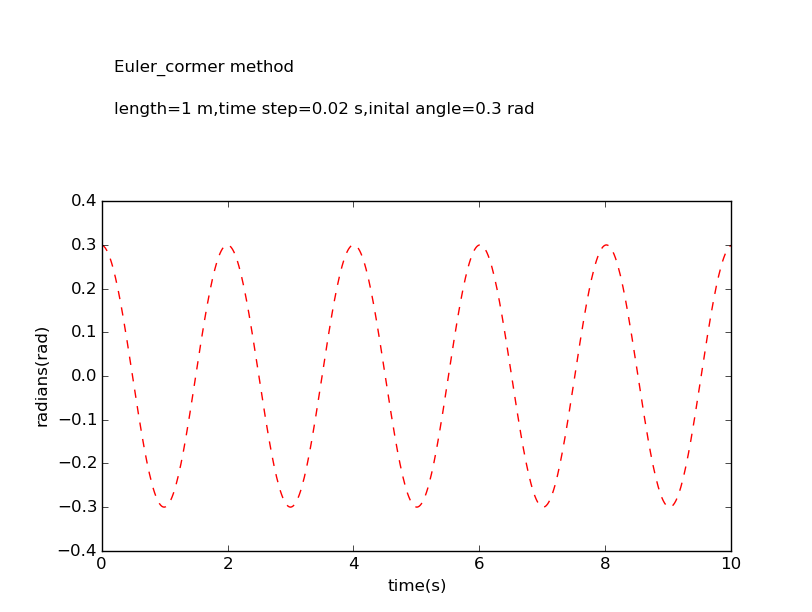 Euler_cormer method
length=1 m,time step=0.02 s,inital angle=0.3 rad
0.4
0.3
0.2
0.1
0.0
−0.1
−0.2
−0.3
−0.4
radians(rad)
0 2 4 6 8 10
time(s)